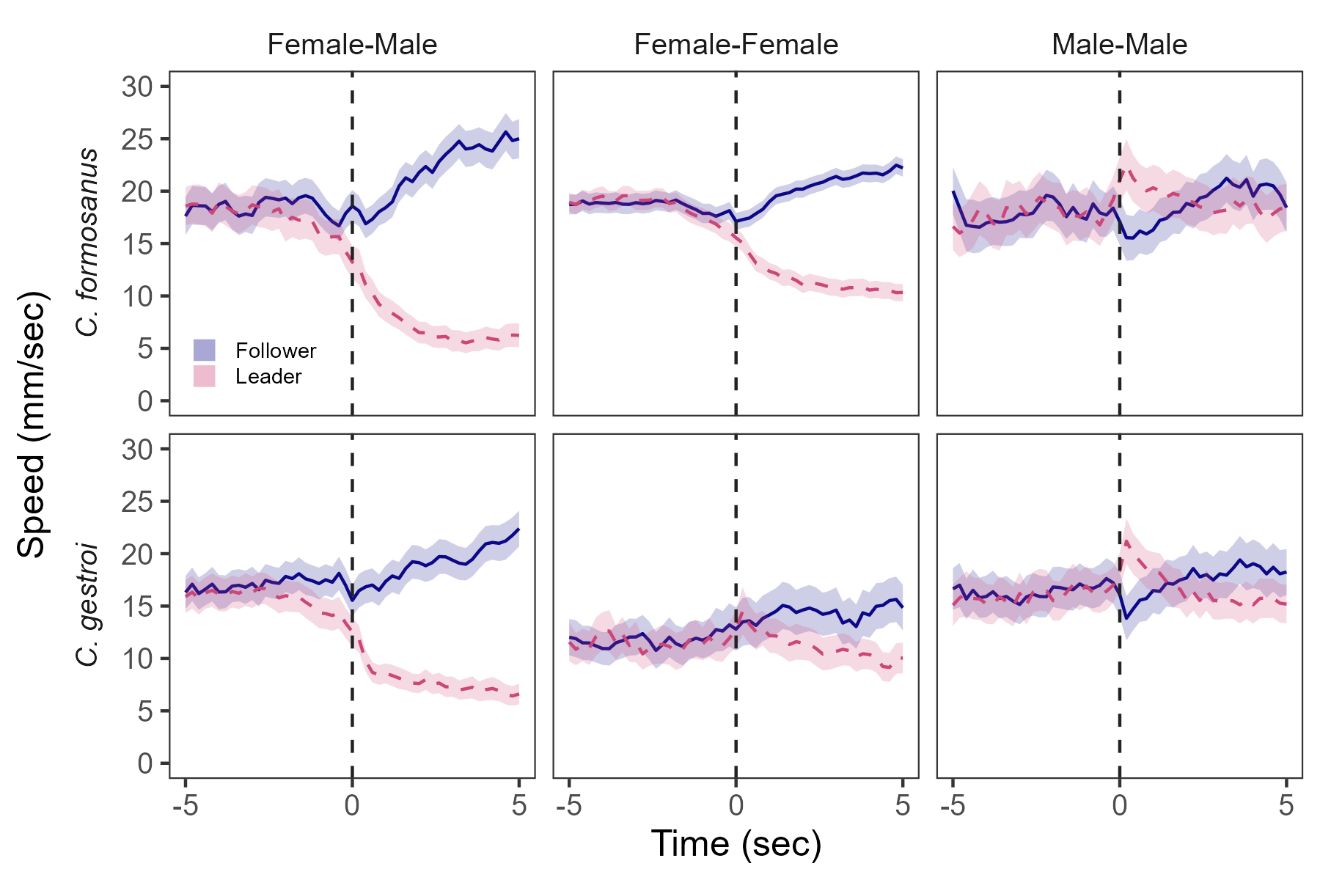 Female-Male Female-Female Male-Male
Speed (mm/sec)
C. formosanus
30
25
20
15
10
5
0
Follower
Leader
C. gestroi
30
25
20
15
10
5
0
-5 0 5 -5 0 5 -5 0 5
Time (sec)